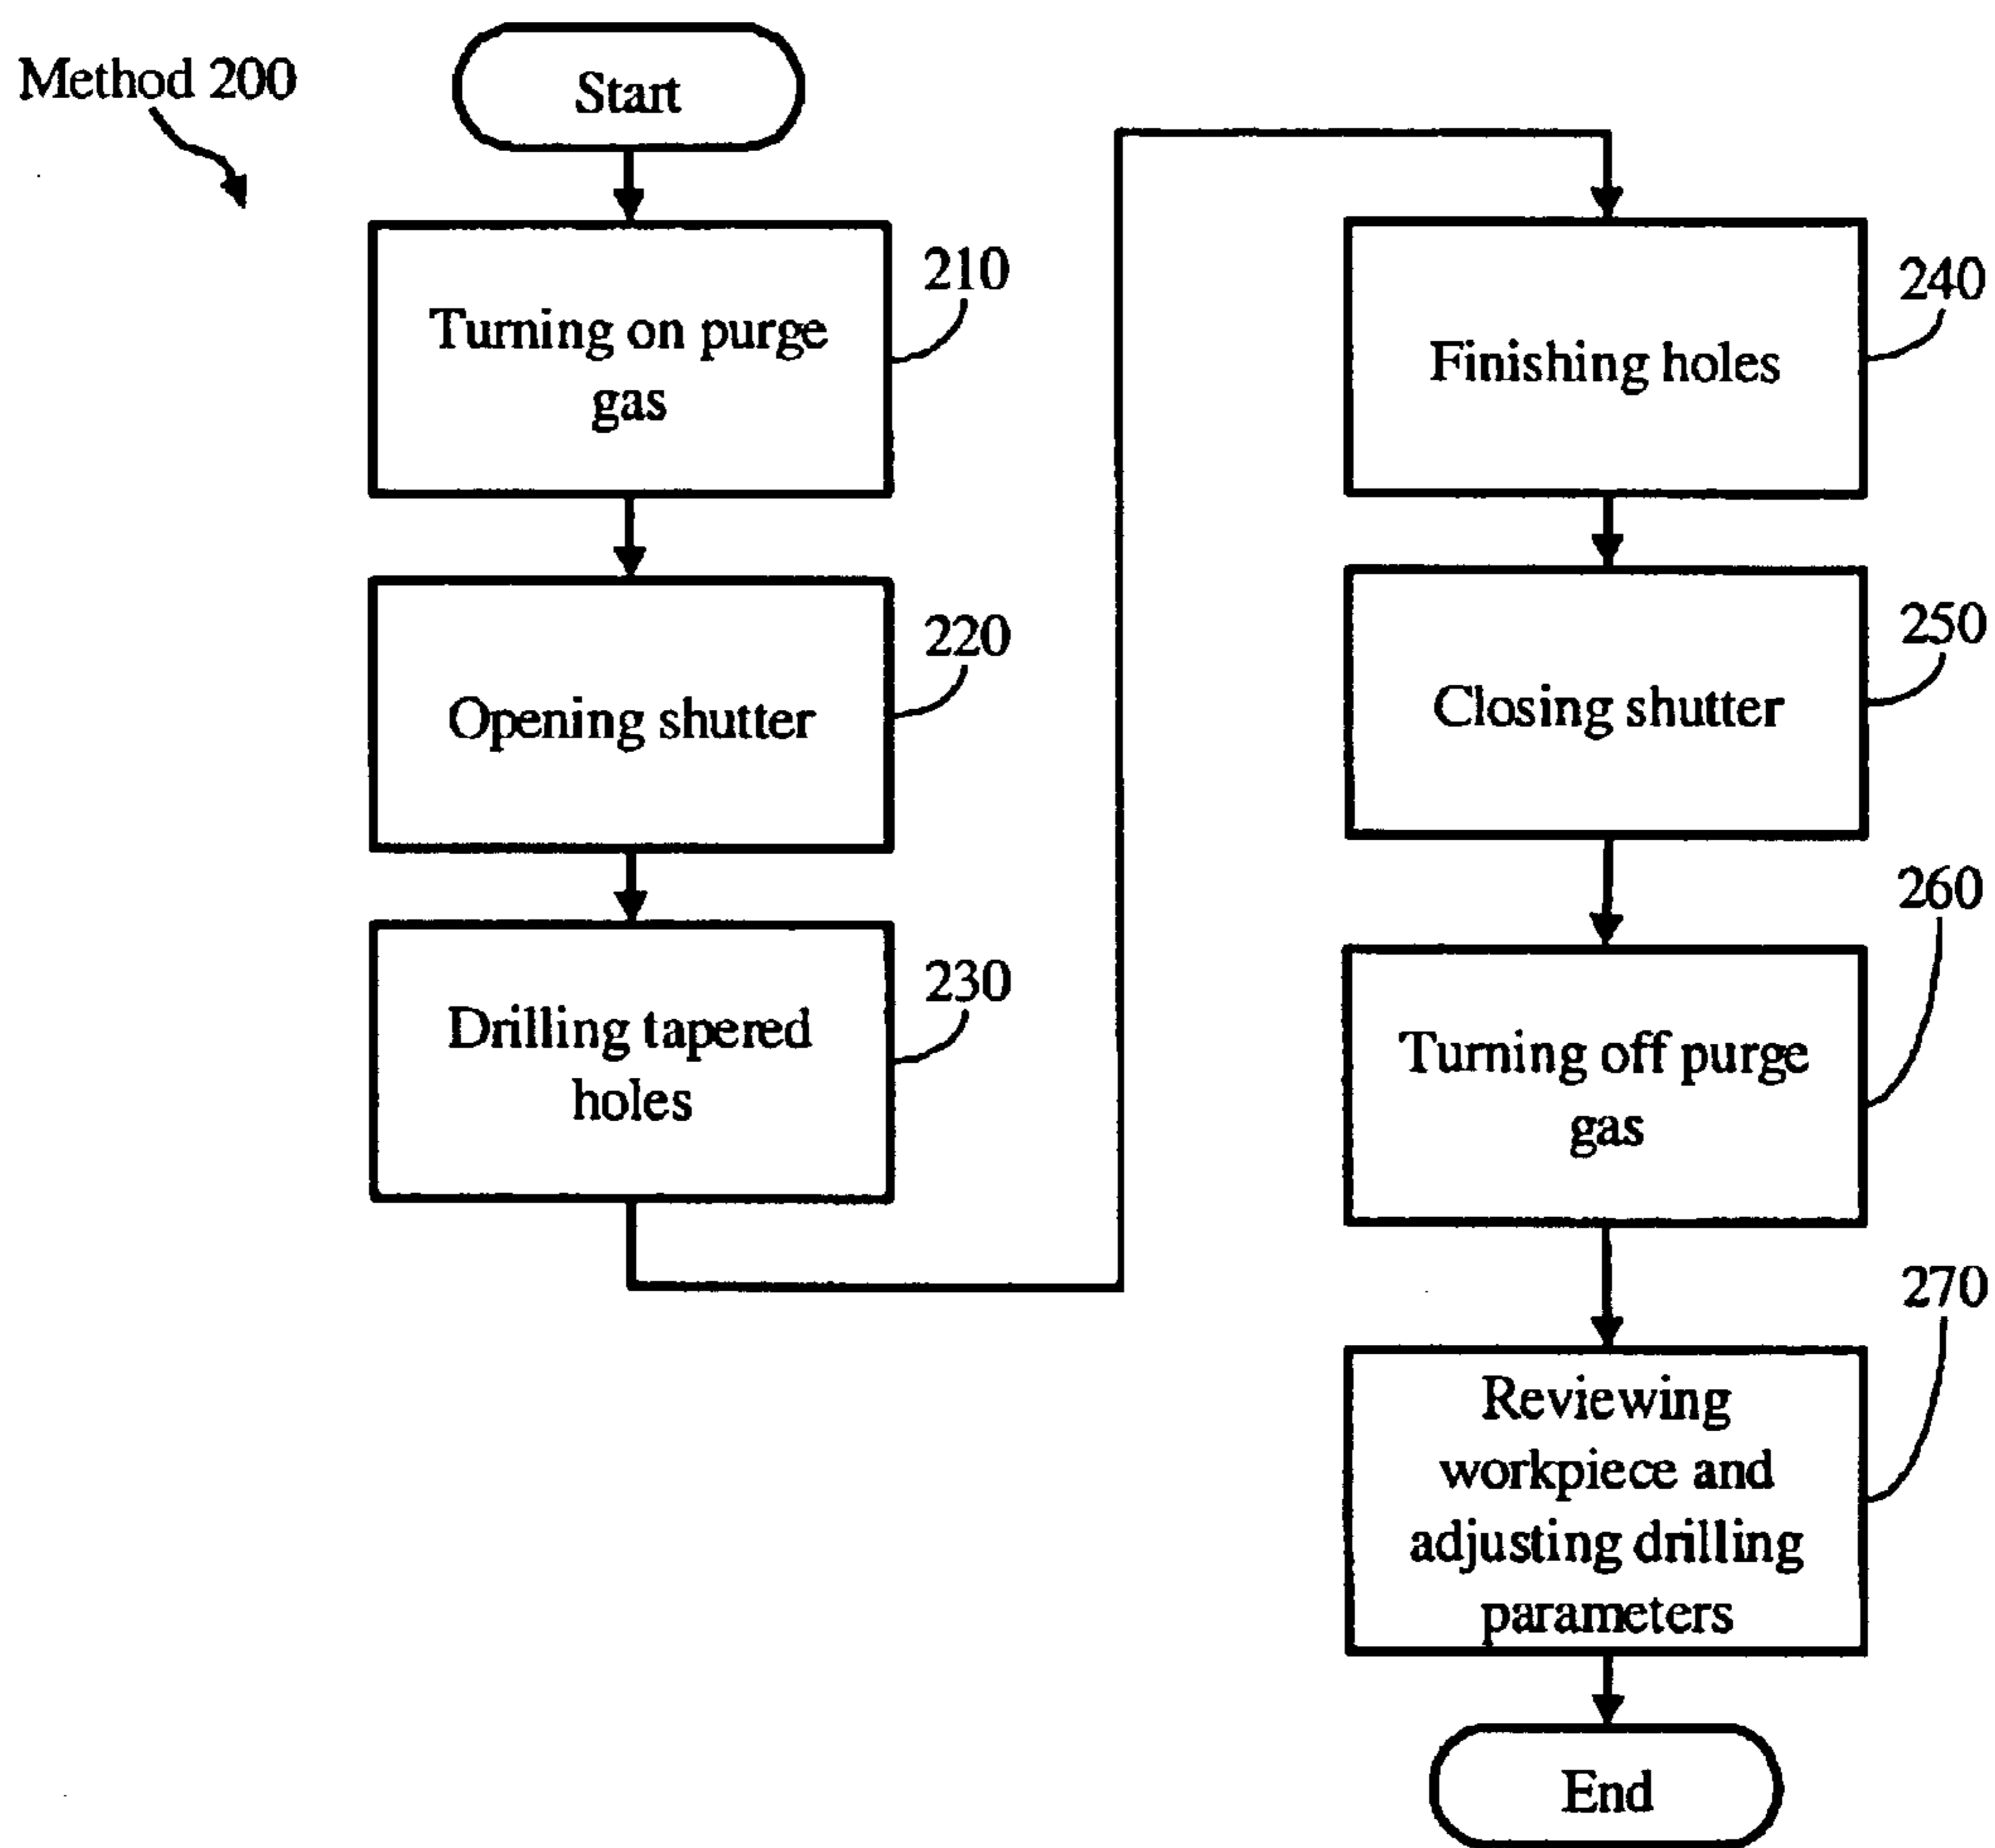 Method 200
Start
210
Turning on purge
gas
220
Opening shutter
230
Drilling tapered
holes
240
Finishing holes
250
Closing shutter
260
Turning off purge
gas
270
Reviewing
workpiece and
adjusting drilling
parameters
End